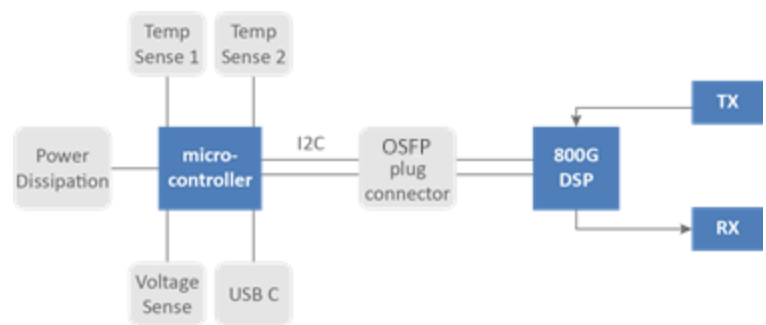 Temp
Sense 1
Temp
Sense 2
TX
Power
Dissipation
micro-
controller
I2C
OSFP
plug
connector
800G
DSP
RX
Voltage
Sense
USB C